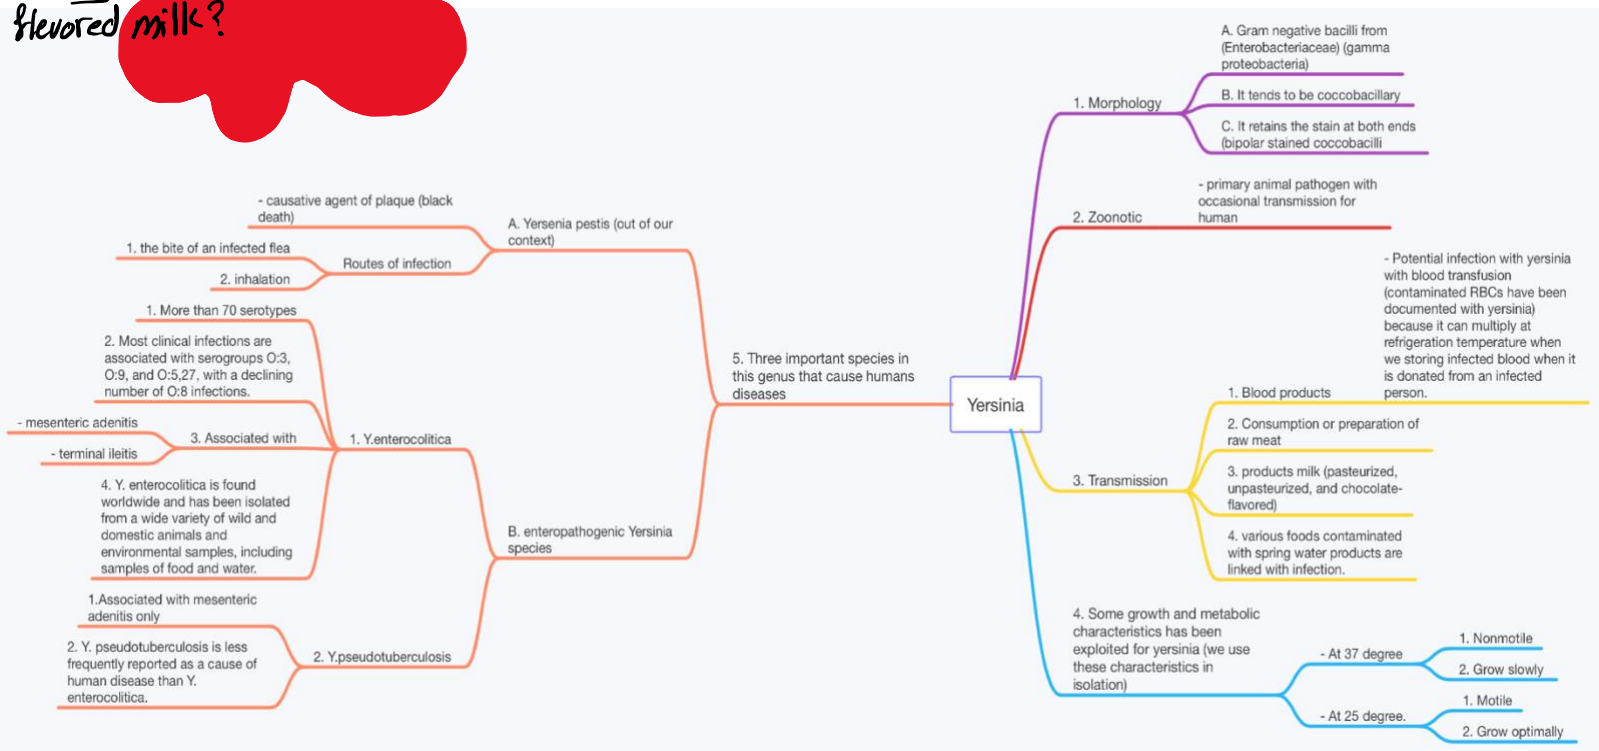 flevored milk?
A. Gram negative bacilli from
(Enterobacteriaceae) (gamma
proteobacteria)
1. Morphology
B. It tends to be coccobacillary
C. It retains the stain at both ends
(bipolar stained coccobacilli
2. Zoonotic
- primary animal pathogen with
occasional transmission for
human
- Potential infection with yersinia
with blood transfusion
(contaminated RBCs have been
documented with yersinia)
because it can multiply at
refrigeration temperature when
we storing infected blood when it
is donated from an infected
person.
1. Blood products
2. Consumption or preparation of
raw meat
3. Transmission
3. products milk (pasteurized,
unpasteurized, and chocolate-
flavored)
4. various foods contaminated
with spring water products are
linked with infection.
4. Some growth and metabolic
characteristics has been
exploited for yersinia (we use
these characteristics in
isolation)
- At 37 degree
1. Nonmotile
2. Grow slowly
- At 25 degree.
1. Motile
2. Grow optimally
Yersinia
5. Three important species in
this genus that cause humans
diseases
A. Yersenia pestis (out of our
context)
- causative agent of plaque (black
death)
Routes of infection
1. the bite of an infected flea
2. inhalation
B. enteropathogenic Yersinia
species
1. Y.enterocolitica
1. More than 70 serotypes
2. Most clinical infections are
associated with serogroups O:3,
O:9, and O:5,27, with a declining
number of O:8 infections.
3. Associated with
- mesenteric adenitis
- terminal ileitis
4. Y. enterocolitica is found
worldwide and has been isolated
from a wide variety of wild and
domestic animals and
environmental samples, including
samples of food and water.
2. Y.pseudotuberculosis
1.Associated with mesenteric
adenitis only
2. Y. pseudotuberculosis is less
frequently reported as a cause of
human disease than Y.
enterocolitica.